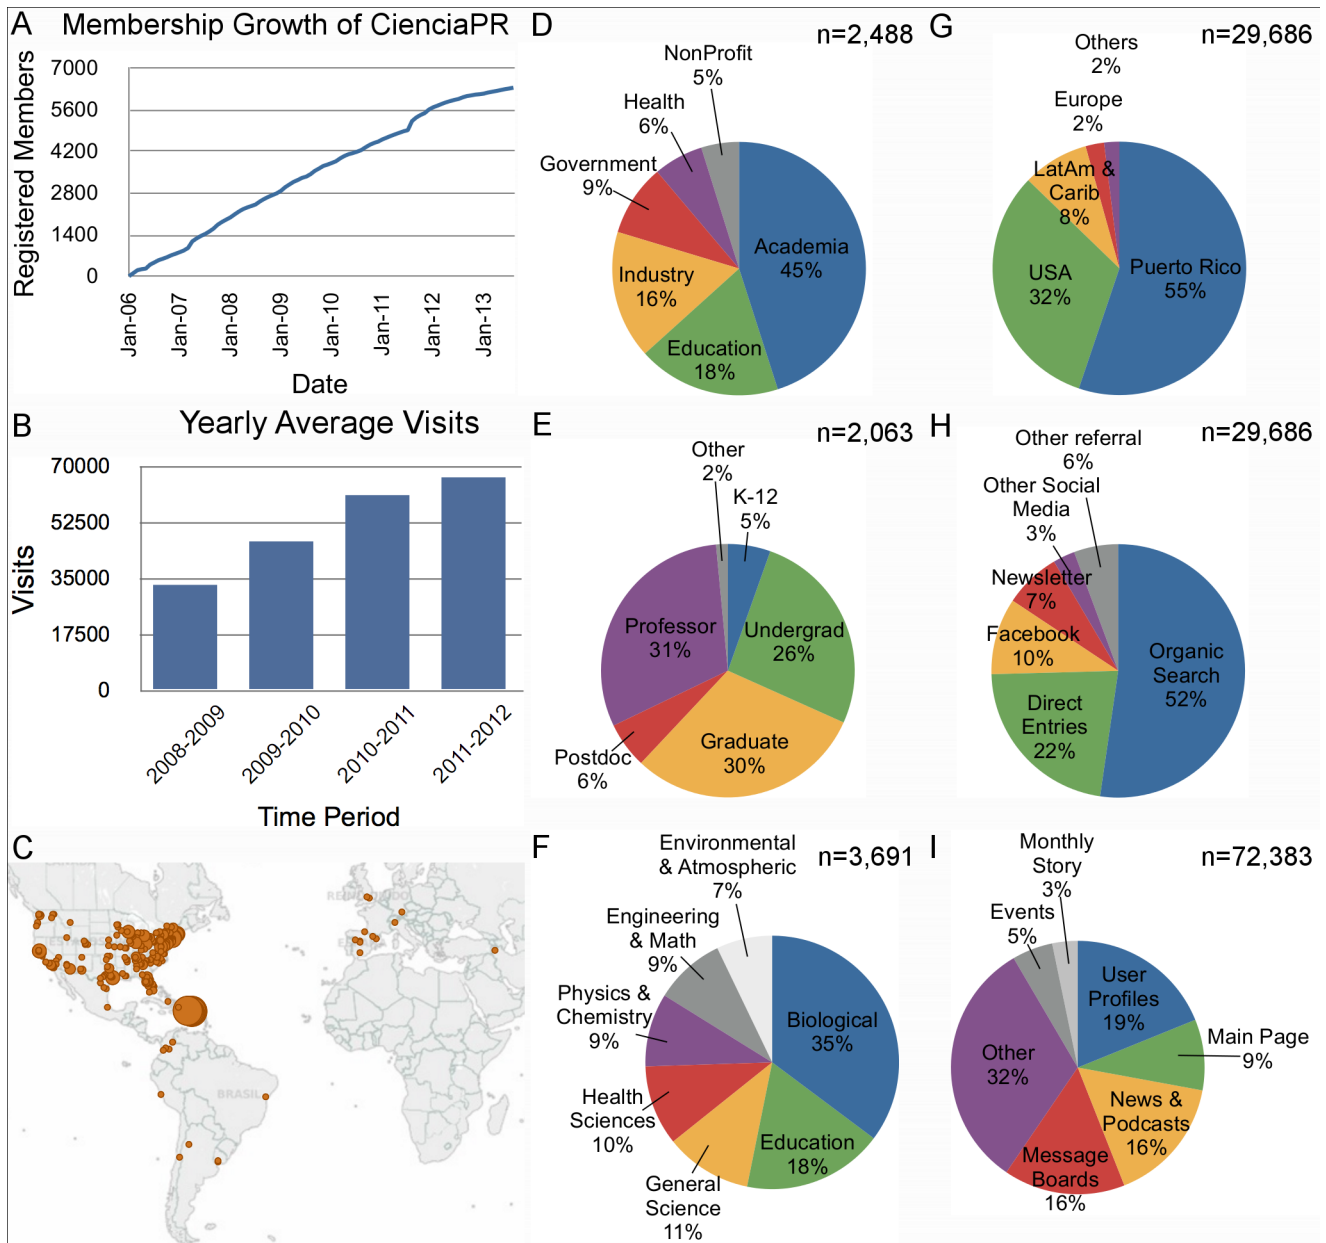 A
Membership Growth of CienciaPR
Registered Members
7000
5600
4200
2800
1400
0
Jan-06
Jan-07
Jan-08
Jan-09
Jan-10
Jan-11
Jan-12
Jan-13
Date
B
Yearly Average Visits
Visits
70000
52500
35000
17500
0
2008-2009
2009-2010
2010-2011
2011-2012
Time Period
C
BRASIL
D
n=2,488
NonProfit
5%
Health
6%
Government
9%
Academia
45%
Industry
16%
Education
18%
E
n=2,063
Other
2%
K-12
5%
Professor
31%
Undergrad
26%
Graduate
30%
Postdoc
6%
F
n=3,691
Environmental
& Atmospheric
7%
Engineering
& Math
9%
Physics &
Chemistry
9%
Biological
35%
Health
Sciences
10%
Education
18%
General
Science
11%
G
n=29,686
Others
2%
Europe
2%
LatAm &
Carib
8%
USA
32%
Puerto Rico
55%
H
n=29,686
Other referral
6%
Other Social
Media
3%
Newsletter
7%
Facebook
10%
Organic
Search
52%
Direct
Entries
22%
I
n=72,383
Monthly
Story
3%
Events
5%
User
Profiles
19%
Main Page
9%
Other
32%
News &
Podcasts
16%
Message
Boards
16%